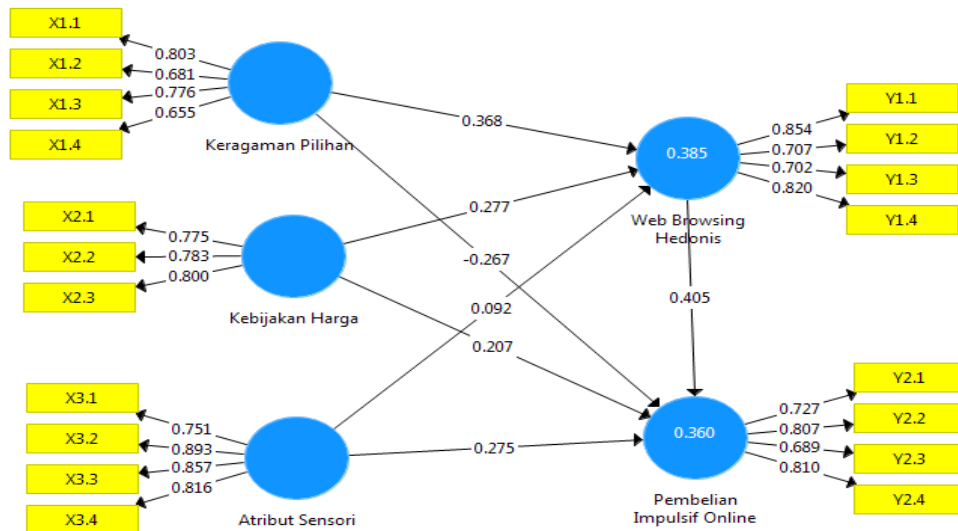 X1.1
X1.2
X1.3
X1.4
0.803
0.681
0.776
0.655
Keragaman Pilihan
X2.1
X2.2
X2.3
0.775
0.783
0.800
Kebijakan Harga
X3.1
X3.2
X3.3
X3.4
0.751
0.893
0.857
0.816
Atribut Sensori
0.368
0.277
-0.267
0.092
0.207
0.275
0.405
0.385
Web Browsing
Hedonis
0.854
0.707
0.702
0.820
Y1.1
Y1.2
Y1.3
Y1.4
0.360
Pembelian
Impulsif Online
0.727
0.807
0.689
0.810
Y2.1
Y2.2
Y2.3
Y2.4